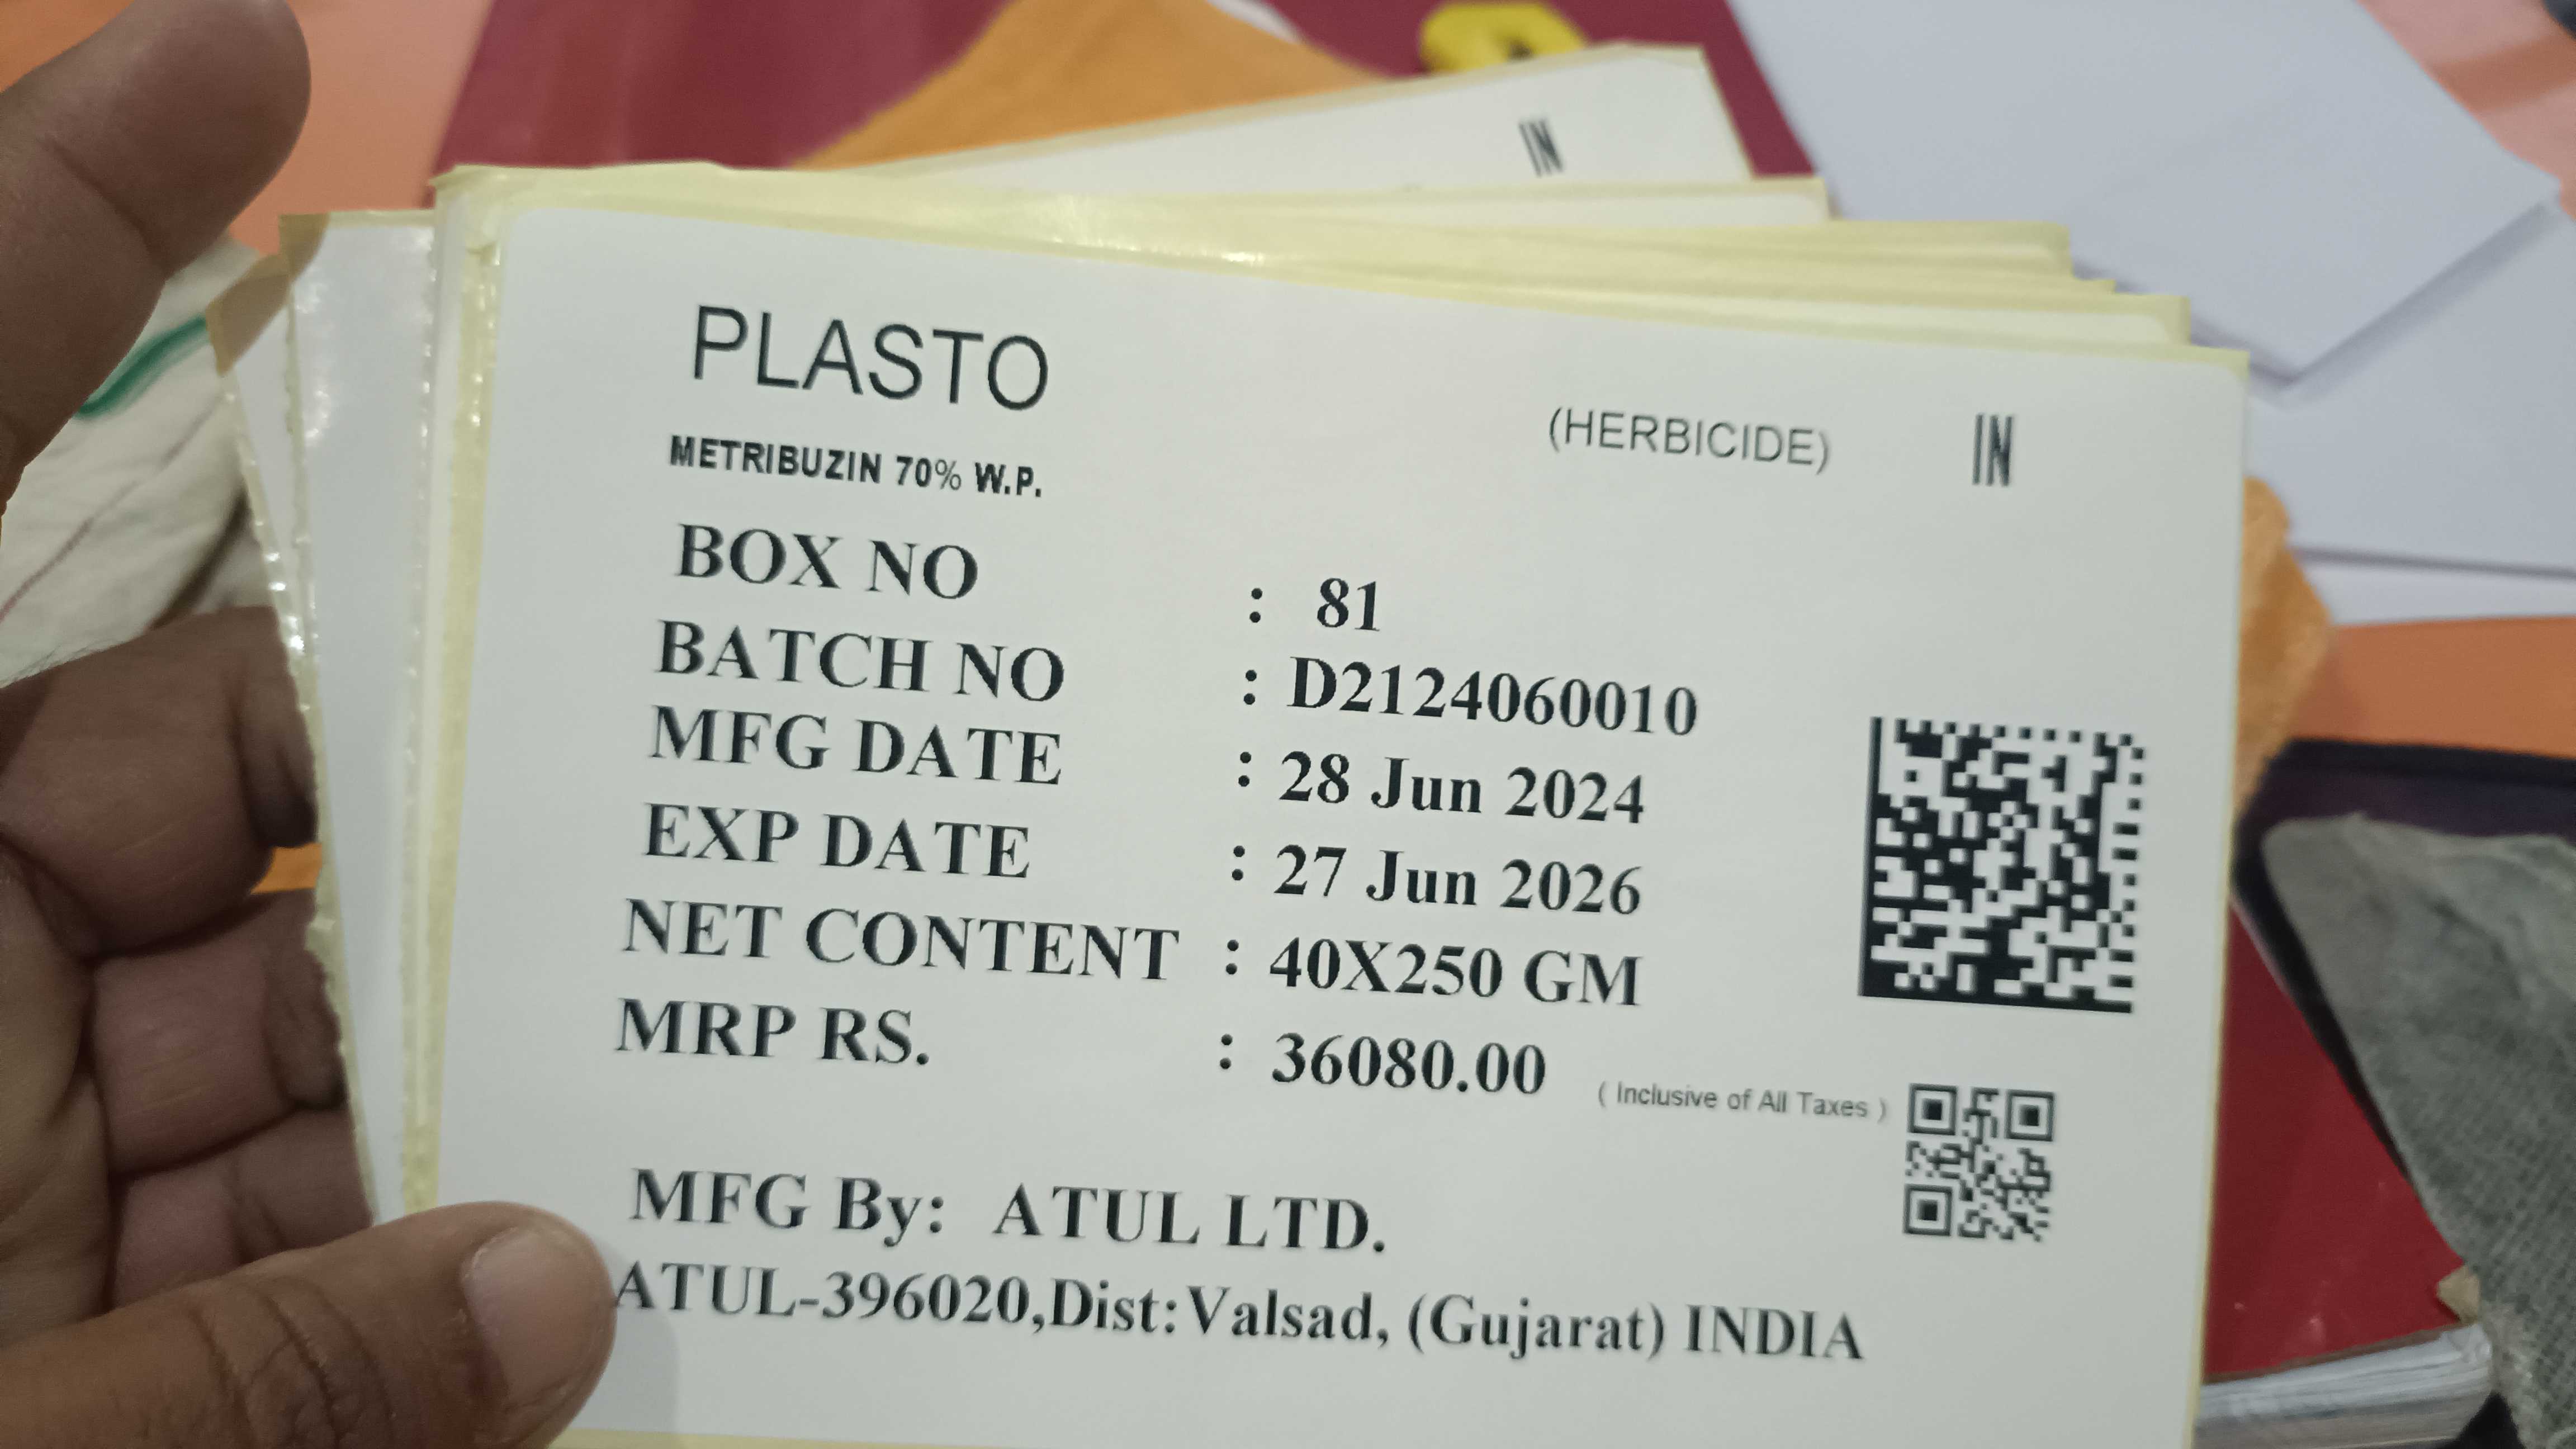 IN
PLASTO
(HERBICIDE) IN
METRIBUZIN 70% W.P.
BOX NO : 81
BATCH NO : D2124060010
MFG DATE : 28 Jun 2024
EXP DATE : 27 Jun 2026
NET CONTENT : 40X250 GM
MRP RS. : 36080.00 ( Inclusive of All Taxes )
MFG By: ATUL LTD.
ATUL-396020,Dist:Valsad, (Gujarat) INDIA